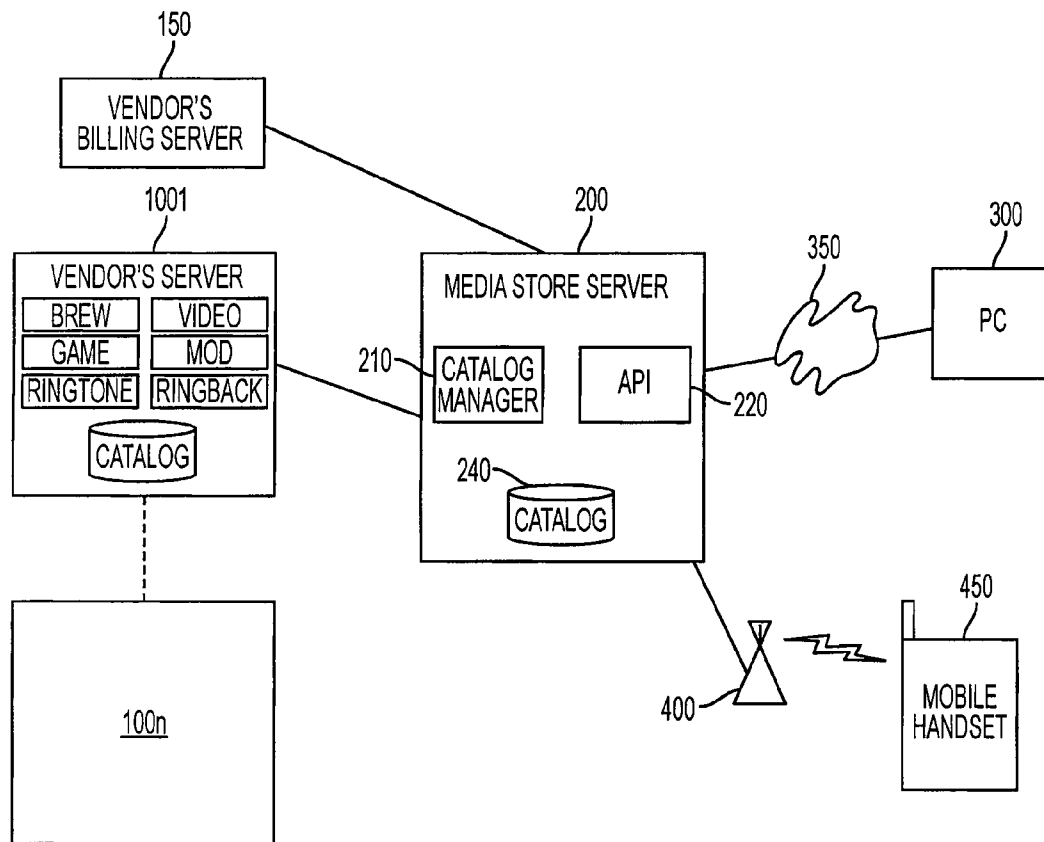 150
VENDOR'S
BILLING SERVER
1001
VENDOR'S SERVER
BREW
VIDEO
GAME
MOD
RINGTONE
RINGBACK
CATALOG
100n
200
MEDIA STORE SERVER
210
CATALOG
MANAGER
API
220
240
CATALOG
350
300
PC
400
450
MOBILE
HANDSET